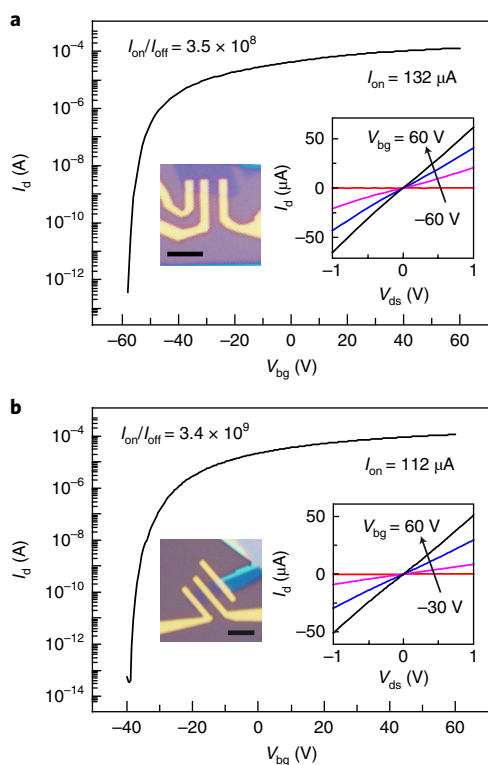 a
I_on/I_off = 3.5 × 10^8
I_on = 132 μA
10^−4
10^−6
10^−8
10^−10
10^−12
I_d (A)
50
0
−50
I_d (μA)
V_bg = 60 V
−60 V
−1 0 1
V_ds (V)
−60 −40 −20 0 20 40 60
V_bg (V)
b
I_on/I_off = 3.4 × 10^9
I_on = 112 μA
10^−4
10^−6
10^−8
10^−10
10^−12
10^−14
I_d (A)
50
0
−50
I_d (μA)
V_bg = 60 V
−30 V
−1 0 1
V_ds (V)
−40 −20 0 20 40 60
V_bg (V)